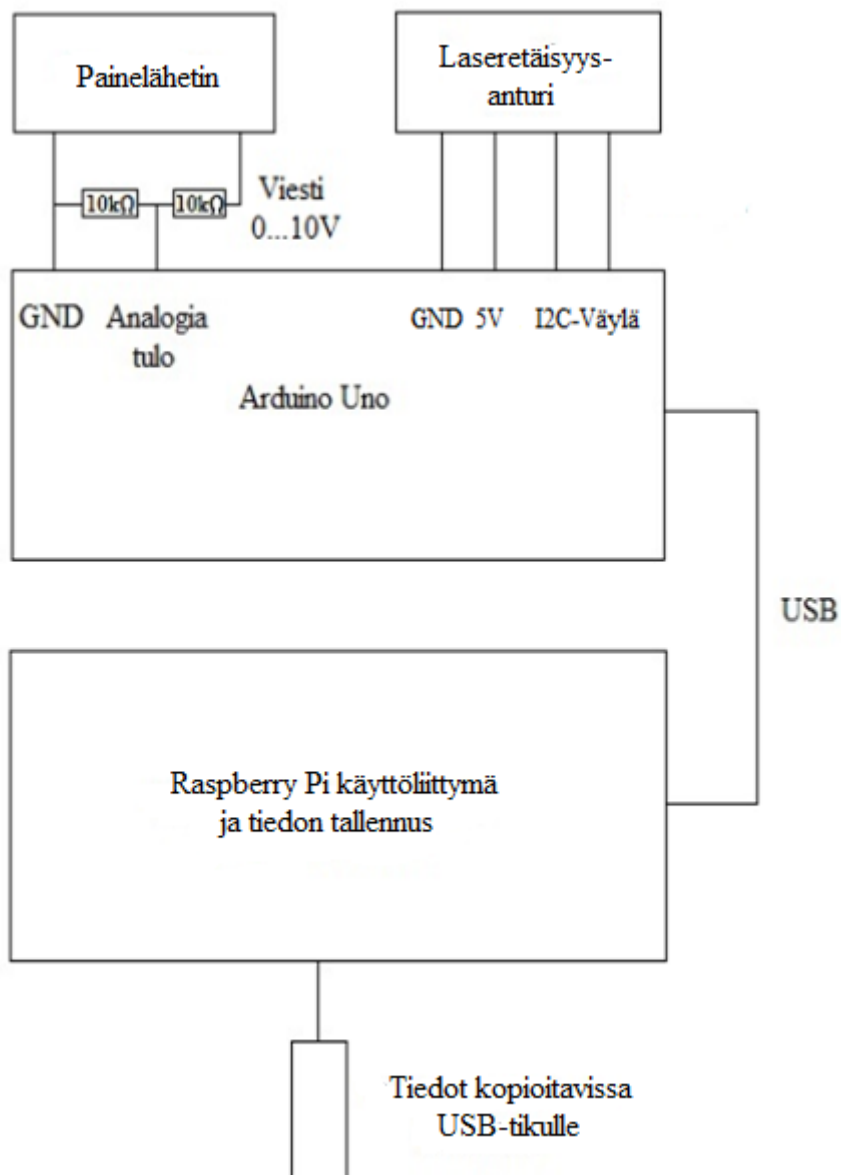 Painelähetin
Laseretäisyys-
anturi
10kΩ
10kΩ
Viesti
0...10V
GND
Analogia
tulo
GND
5V
I2C-Väylä
Arduino Uno
USB
Raspberry Pi käyttöliittymä
ja tiedon tallennus
Tiedot kopioitavissa
USB-tikulle